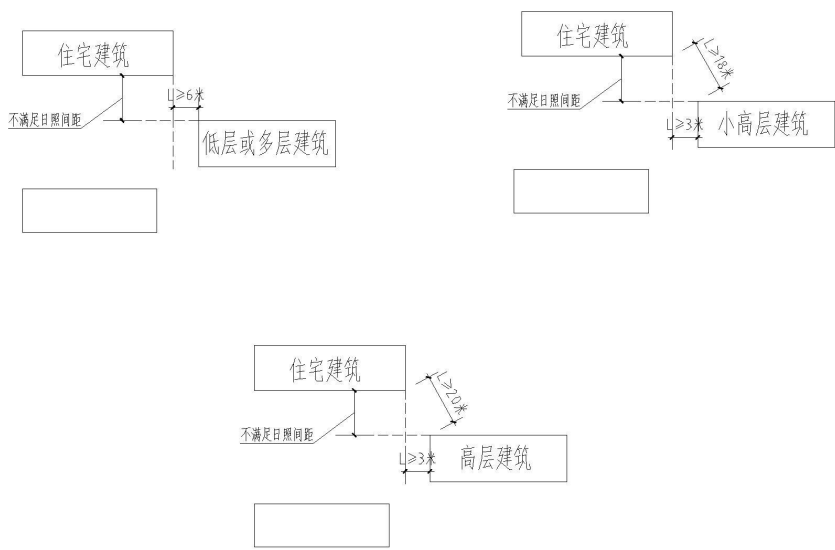 住宅建筑
L≥6米
不满足日照间距
低层或多层建筑
住宅建筑
L≥18米
不满足日照间距
L≥3米
小高层建筑
住宅建筑
L≥20米
不满足日照间距
L≥3米
高层建筑